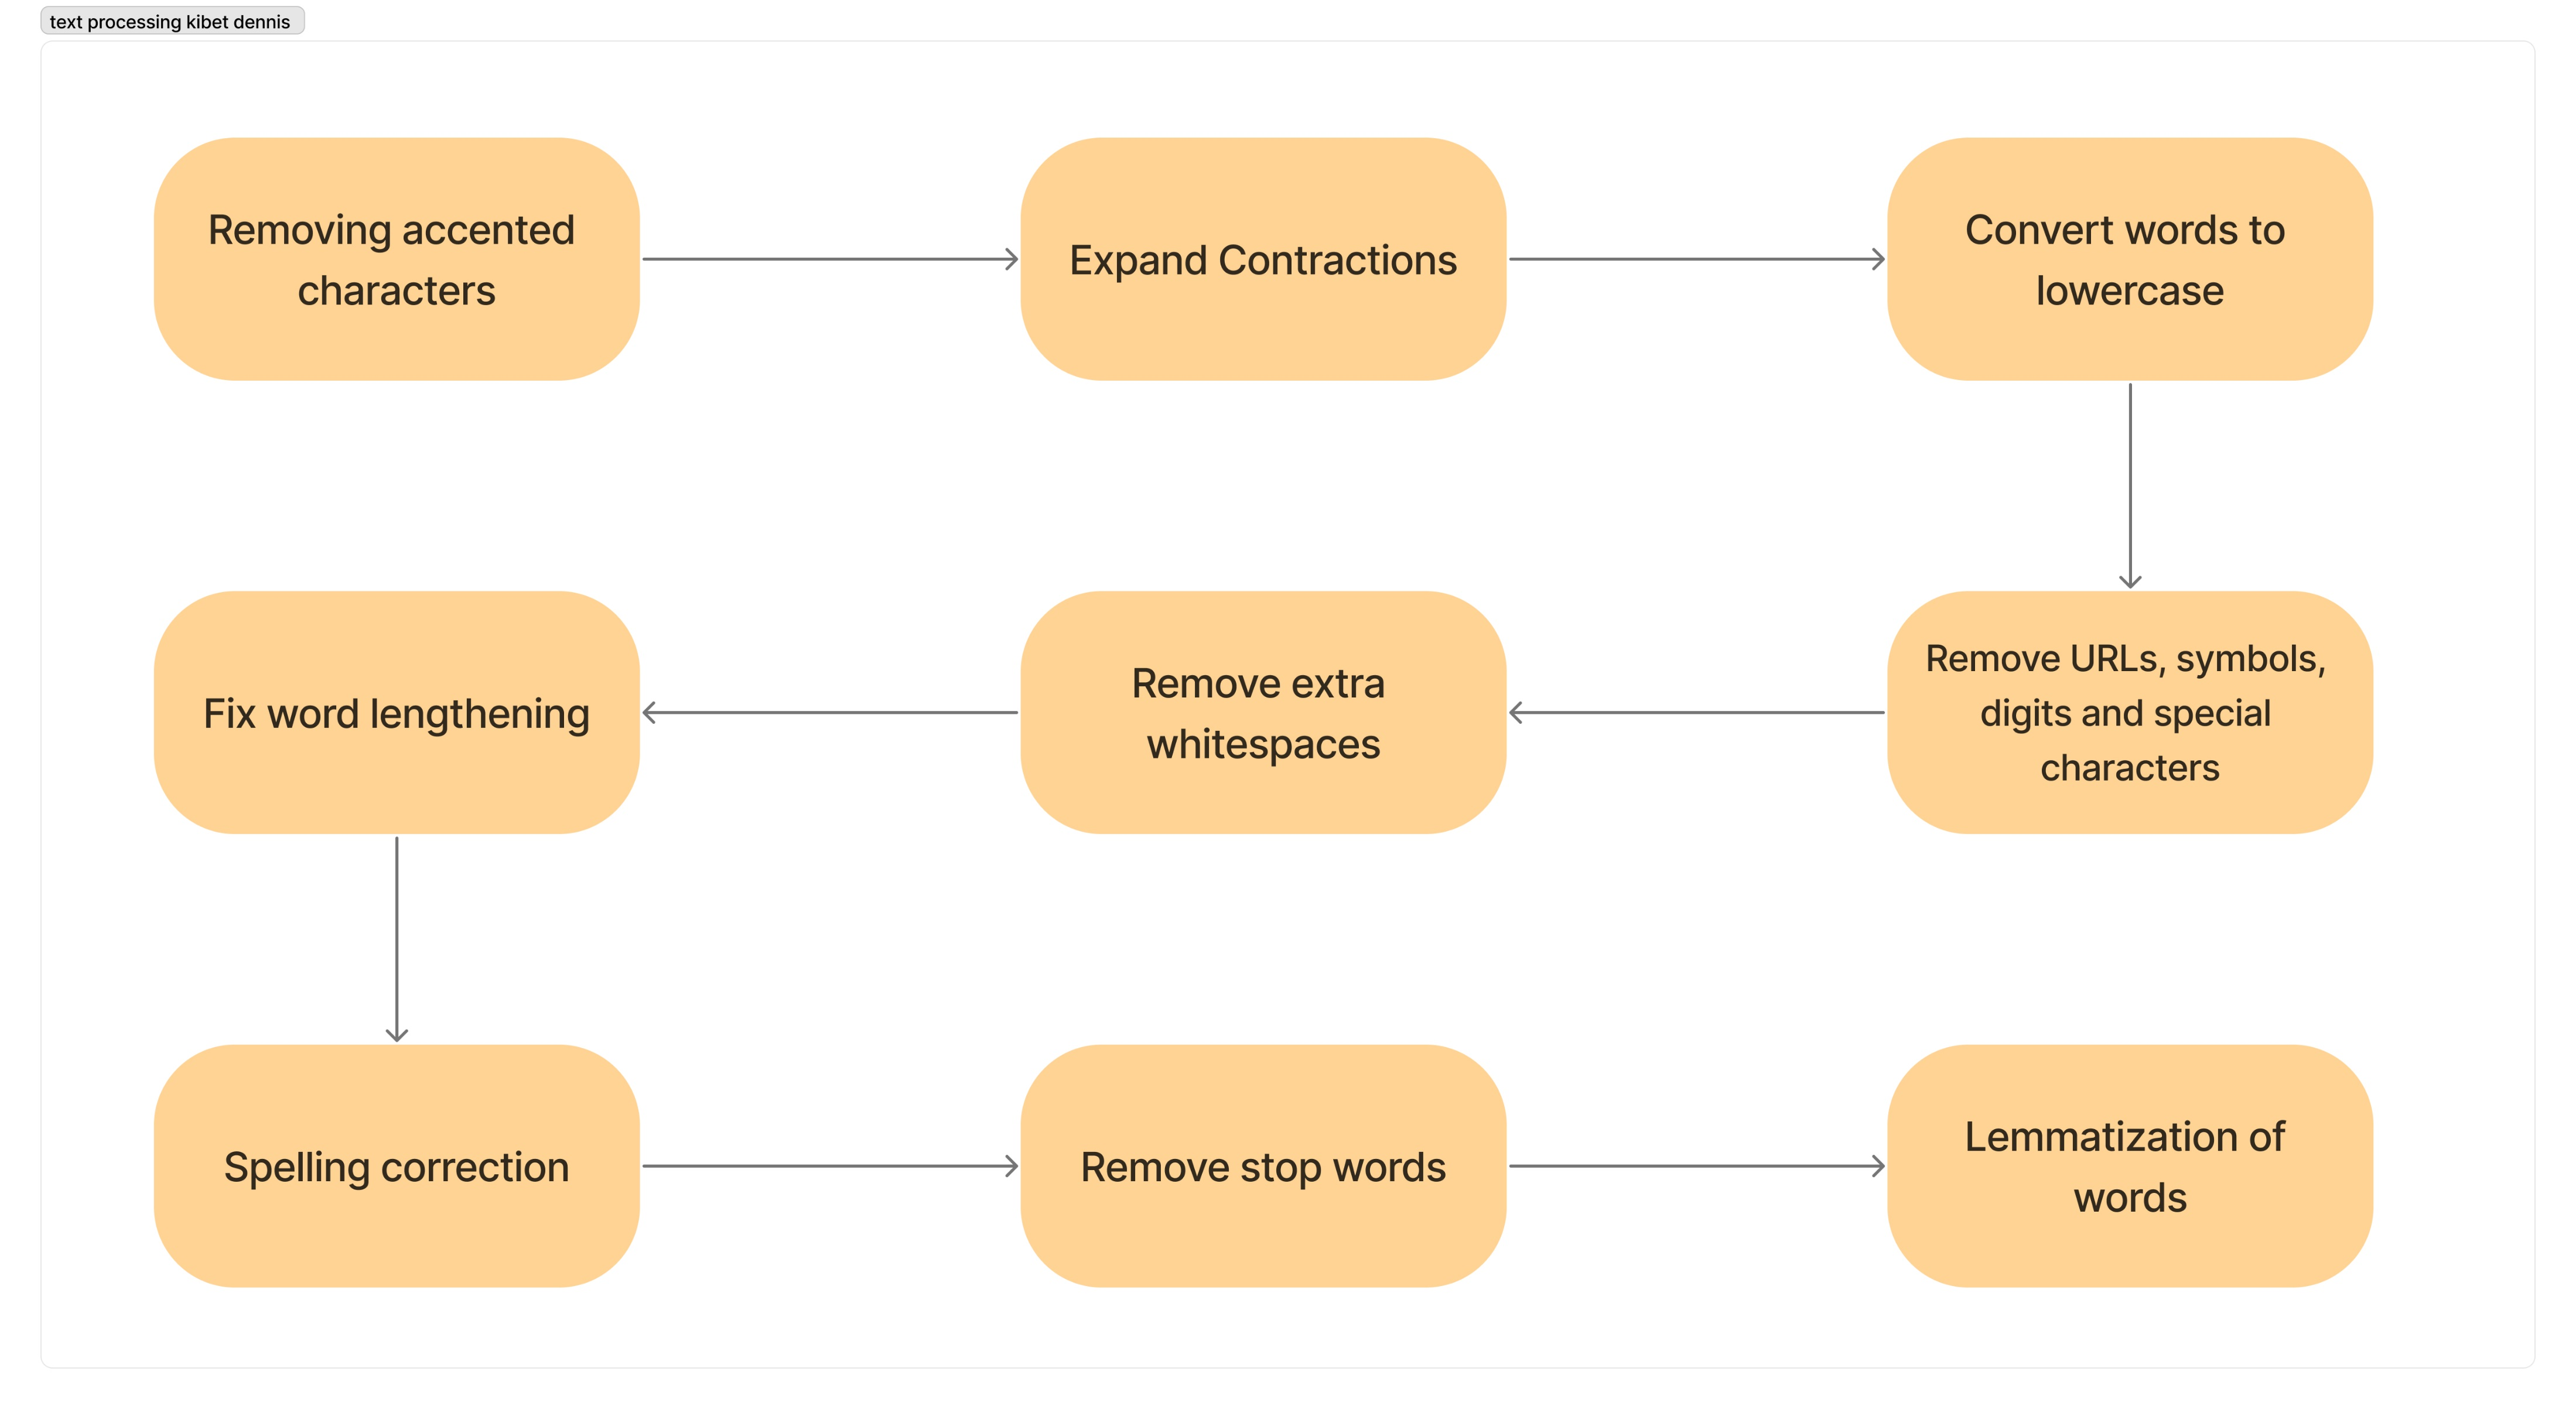 text processing kibet dennis
Removing accented
characters
Expand Contractions
Convert words to
lowercase
Remove URLs, symbols,
digits and special
characters
Remove extra
whitespaces
Fix word lengthening
Spelling correction
Remove stop words
Lemmatization of
words